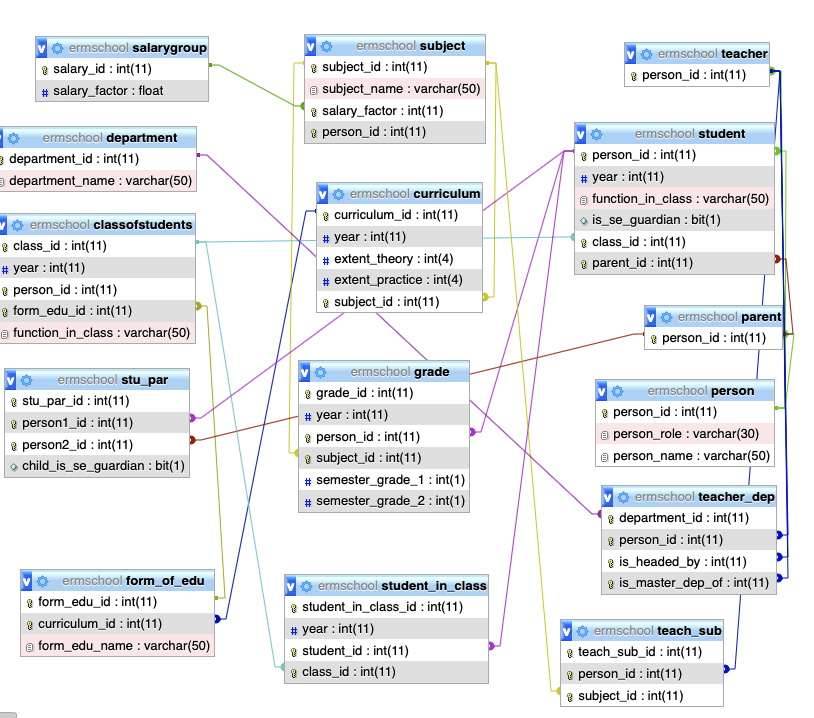 v ermschool salarygroup
salary_id : int(11)
# salary_factor : float
v ermschool subject
subject_id : int(11)
subject_name : varchar(50)
salary_factor : int(11)
person_id : int(11)
v ermschool teacher
person_id : int(11)
ermschool department
department_id : int(11)
department_name : varchar(50)
v ermschool student
person_id : int(11)
# year : int(11)
function_in_class : varchar(50)
is_se_guardian : bit(1)
class_id : int(11)
parent_id : int(11)
v ermschool curriculum
curriculum_id : int(11)
# year : int(11)
# extent_theory : int(4)
# extent_practice : int(4)
subject_id : int(11)
ermschool classofstudents
class_id : int(11)
# year : int(11)
person_id : int(11)
form_edu_id : int(11)
function_in_class : varchar(50)
v ermschool parent
person_id : int(11)
v ermschool stu_par
stu_par_id : int(11)
person1_id : int(11)
person2_id : int(11)
child_is_se_guardian : bit(1)
v ermschool grade
grade_id : int(11)
# year : int(11)
person_id : int(11)
subject_id : int(11)
# semester_grade_1 : int(1)
# semester_grade_2 : int(1)
v ermschool person
person_id : int(11)
person_role : varchar(30)
person_name : varchar(50)
v ermschool teacher_dep
department_id : int(11)
person_id : int(11)
is_headed_by : int(11)
is_master_dep_of : int(11)
v ermschool form_of_edu
form_edu_id : int(11)
curriculum_id : int(11)
form_edu_name : varchar(50)
v ermschool student_in_class
student_in_class_id : int(11)
# year : int(11)
student_id : int(11)
class_id : int(11)
v ermschool teach_sub
teach_sub_id : int(11)
person_id : int(11)
subject_id : int(11)